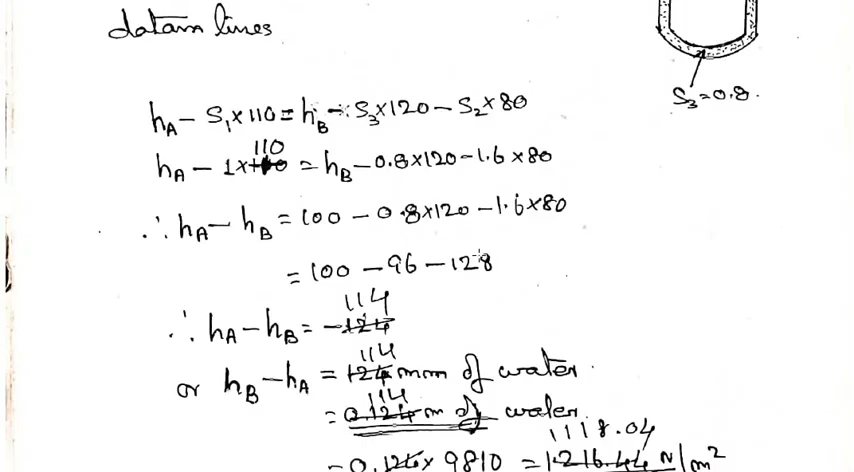 datam lines
S₃=0.8.
hA - S₁×110 = hB - S₃×120 - S₂×80
hA - 1×110 = hB - 0.8×120 - 1.6×80
∴ hA - hB = 100 - 0.8×120 - 1.6×80
= 100 - 96 - 128
∴ hA - hB = -114
or hB - hA = 114 mm of water.
= 0.114 m of water.
= 0.124 × 9810 = 1118.04 N/m²